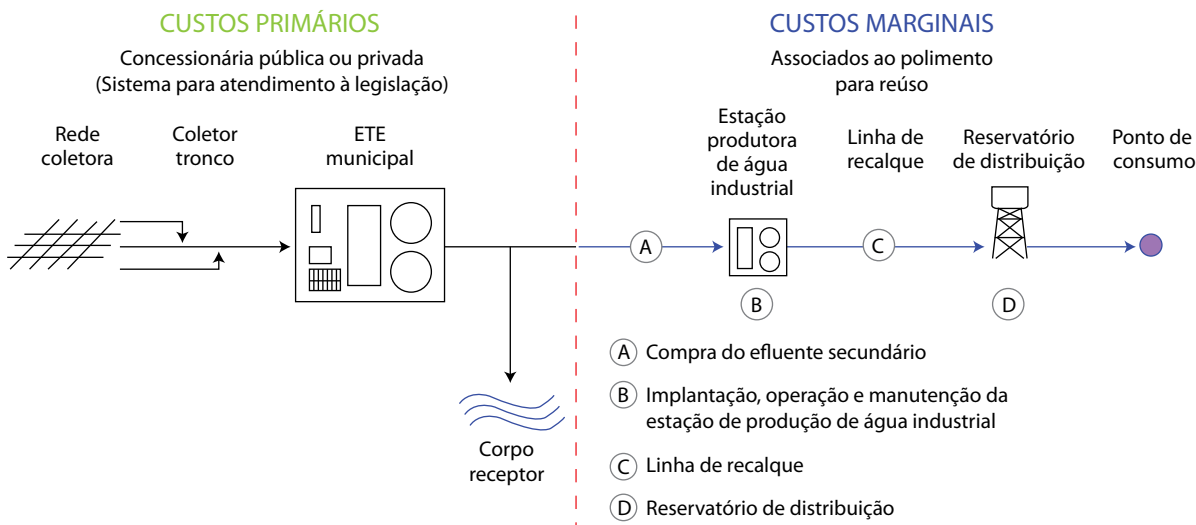 CUSTOS PRIMÁRIOS
Concessionária pública ou privada
(Sistema para atendimento à legislação)
Rede
coletora
Coletor
tronco
ETE
municipal
Corpo
receptor
CUSTOS MARGINAIS
Associados ao polimento
para reúso
Estação
produtora
de água
industrial
Linha de
recalque
Reservatório
de distribuição
Ponto de
consumo
A
B
C
D
A Compra do efluente secundário
B Implantação, operação e manutenção da
estação de produção de água industrial
C Linha de recalque
D Reservatório de distribuição